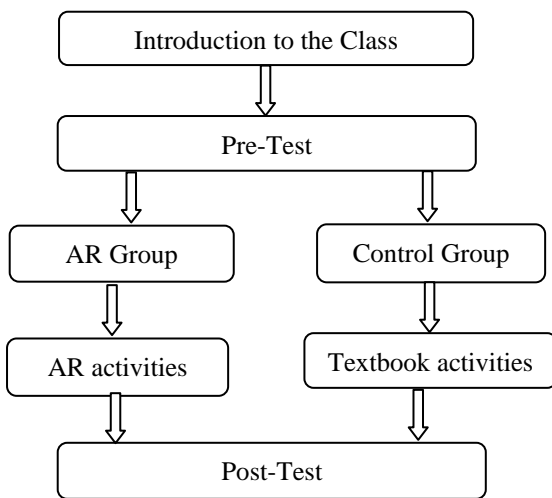 Introduction to the Class
Pre-Test
AR Group
Control Group
AR activities
Textbook activities
Post-Test